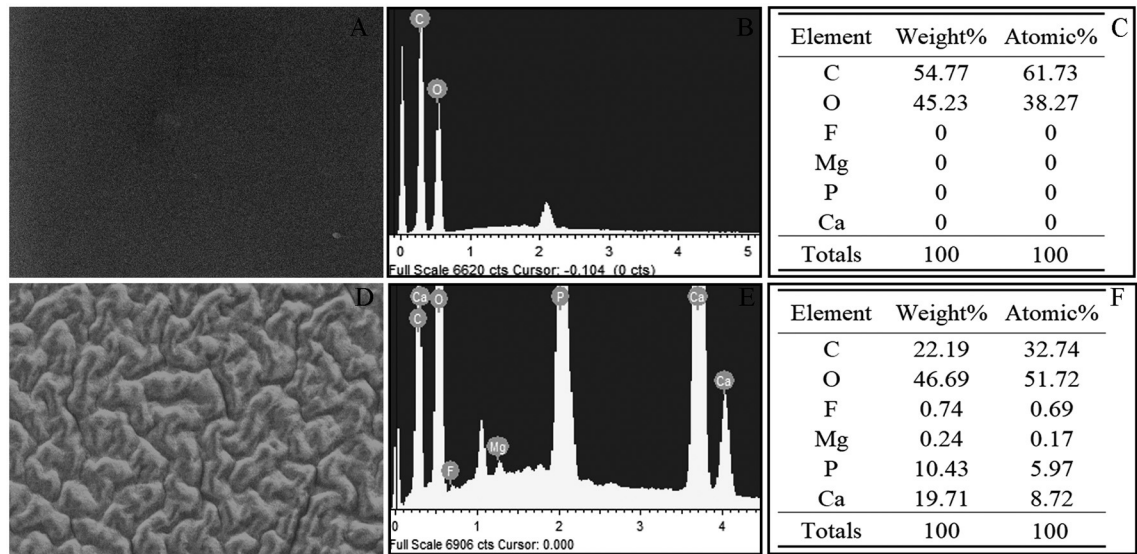 A
B
C
O
0 1 2 3 4 5
Full Scale 6620 cts Cursor: -0.104 (0 cts)
C
Element Weight% Atomic%
C 54.77 61.73
O 45.23 38.27
F 0 0
Mg 0 0
P 0 0
Ca 0 0
Totals 100 100
D
E
Ca O P Ca
C
Ca
Mg
F
0 1 2 3 4
Full Scale 6906 cts Cursor: 0.000
F
Element Weight% Atomic%
C 22.19 32.74
O 46.69 51.72
F 0.74 0.69
Mg 0.24 0.17
P 10.43 5.97
Ca 19.71 8.72
Totals 100 100